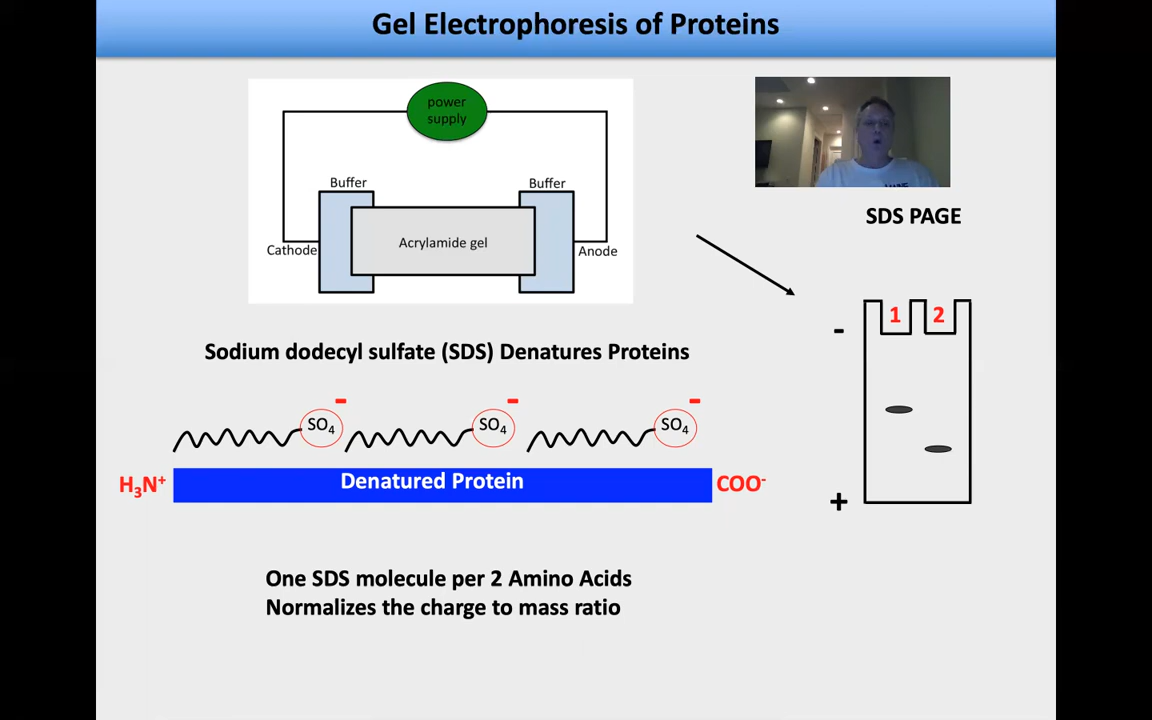 Gel Electrophoresis of Proteins
power
supply
Buffer
Buffer
Acrylamide gel
Cathode
Anode
SDS PAGE
1
2
-
+
Sodium dodecyl sulfate (SDS) Denatures Proteins
SO4
-
SO4
-
SO4
-
H3N+
Denatured Protein
COO-
One SDS molecule per 2 Amino Acids
Normalizes the charge to mass ratio